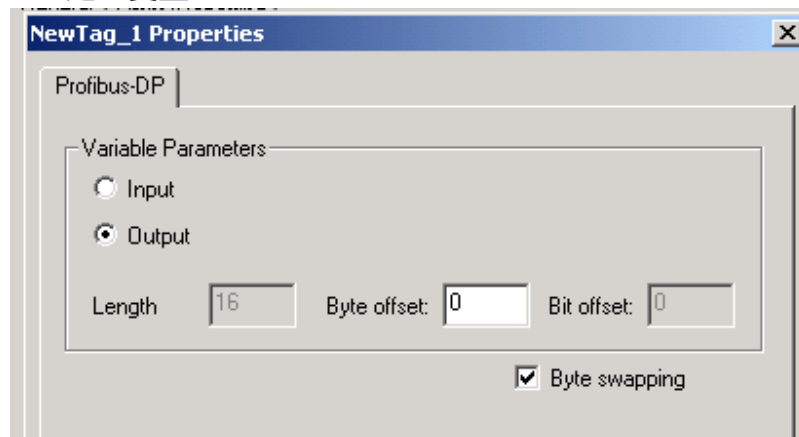 NewTag_1 Properties
Profibus-DP
Variable Parameters
Input
Output
Length 16 Byte offset: 0 Bit offset: 0
Byte swapping